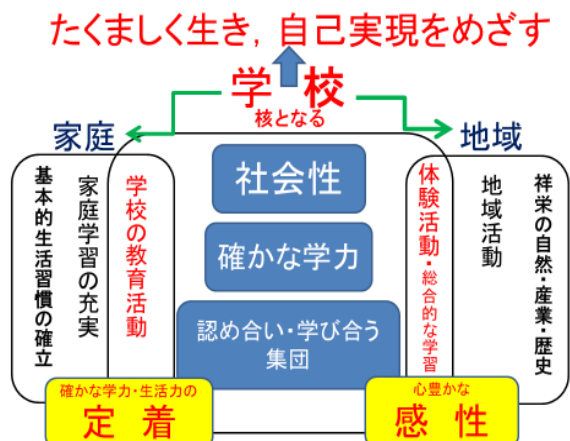 たくましく生き，自己実現をめざす
学校
核となる
家庭
地域
基本的生活習慣の確立
家庭学習の充実
学校の教育活動
社会性
確かな学力
認め合い・学び合う
集団
体験活動・総合的な学習
地域活動
祥栄の自然・産業・歴史
確かな学力・生活力の
定着
心豊かな
感性